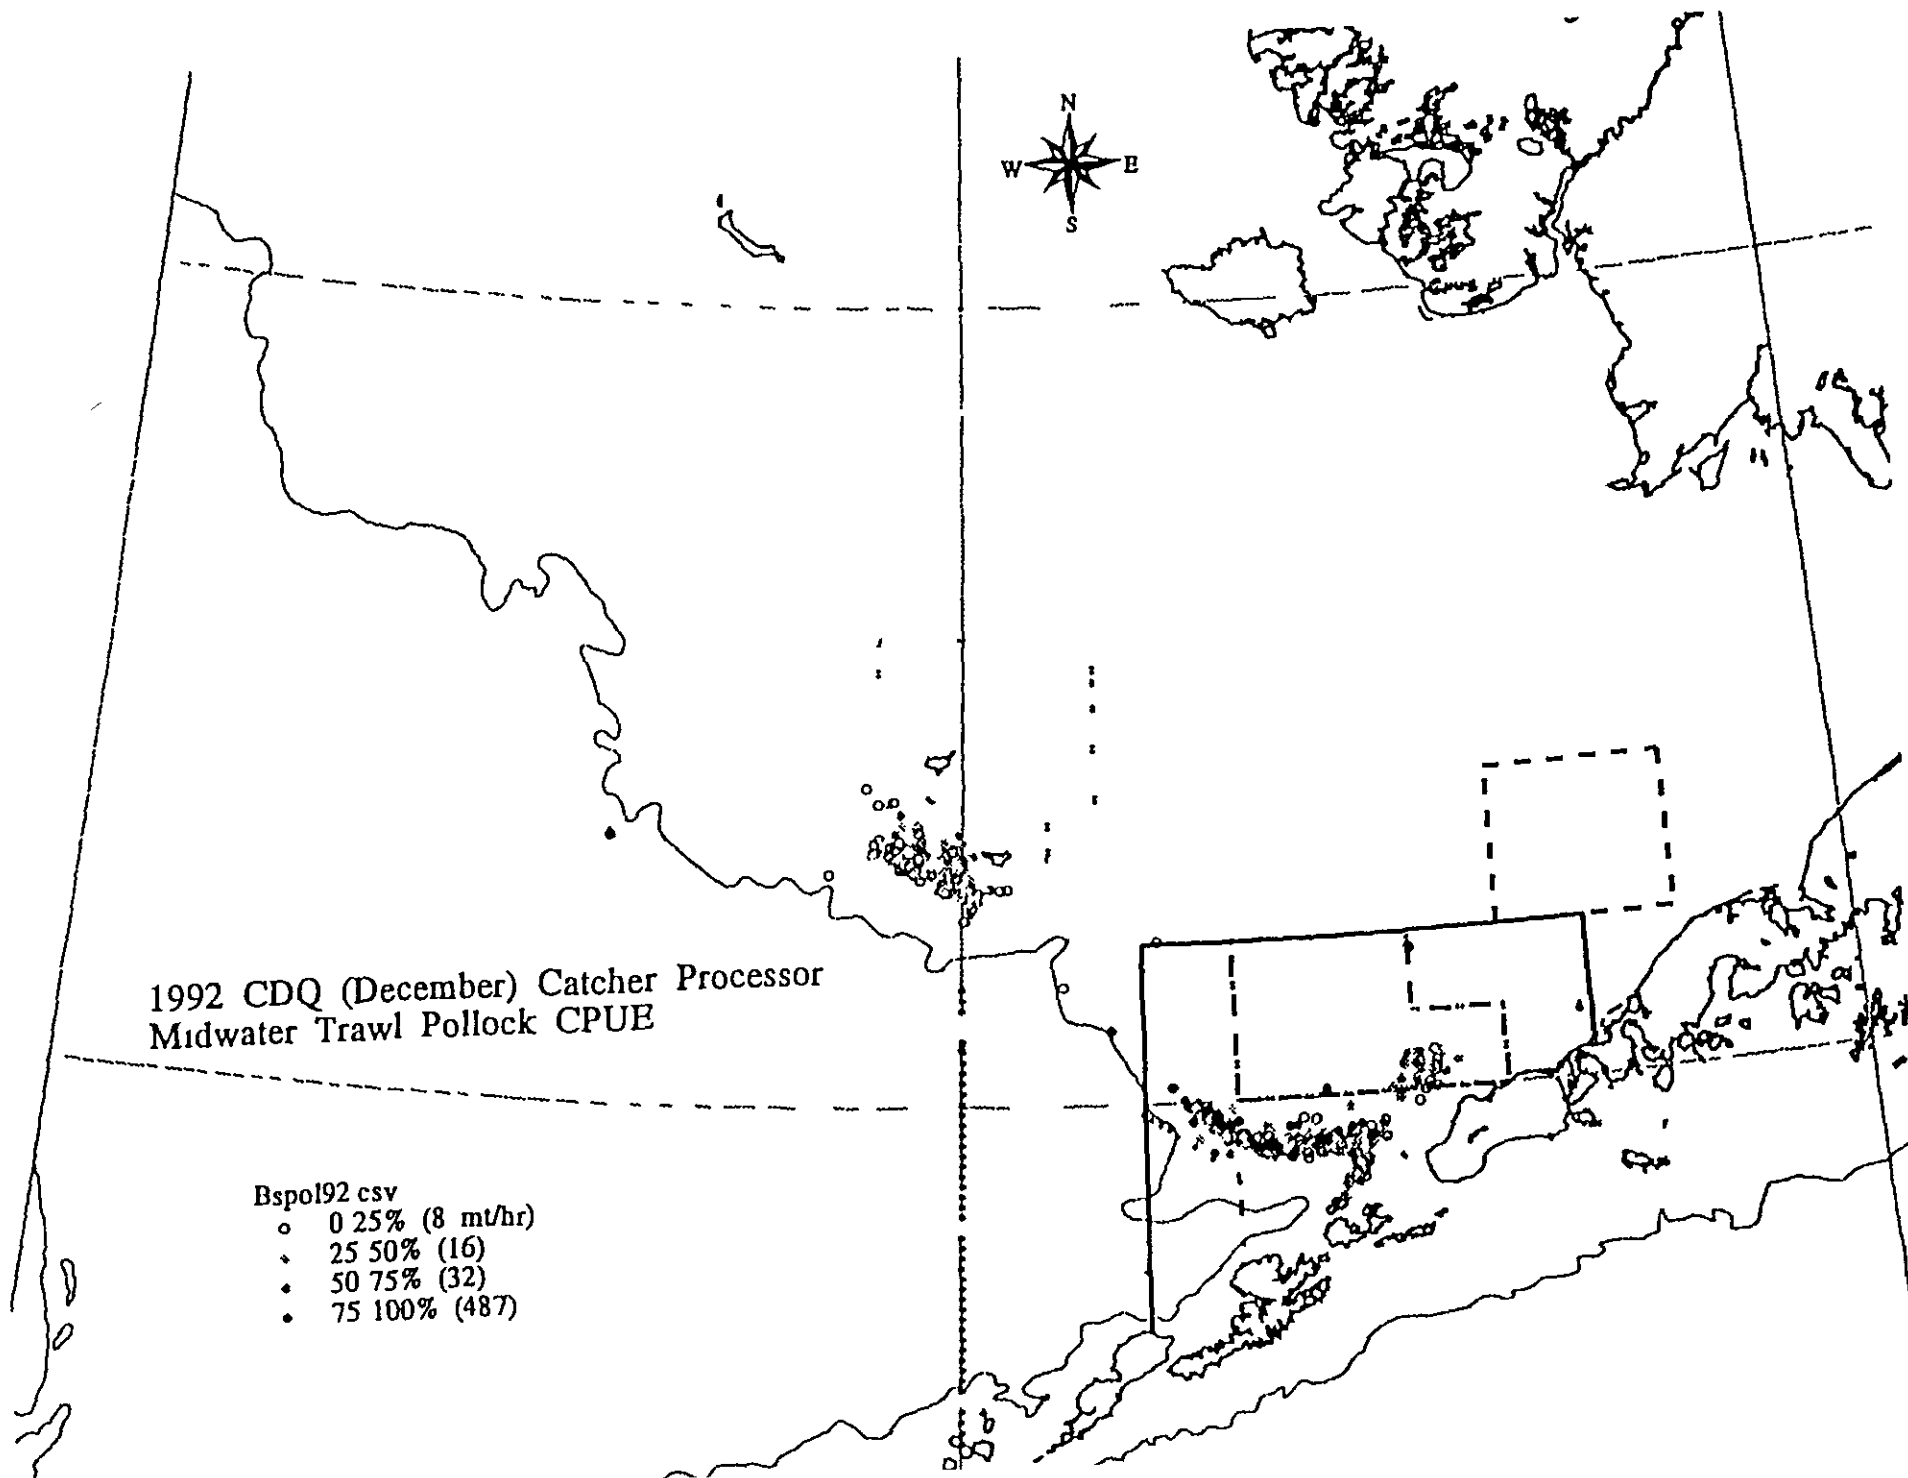 N
W E
S
1992 CDQ (December) Catcher Processor
Midwater Trawl Pollock CPUE
Bspol92 csv
0 25% (8 mt/hr)
25 50% (16)
50 75% (32)
75 100% (487)